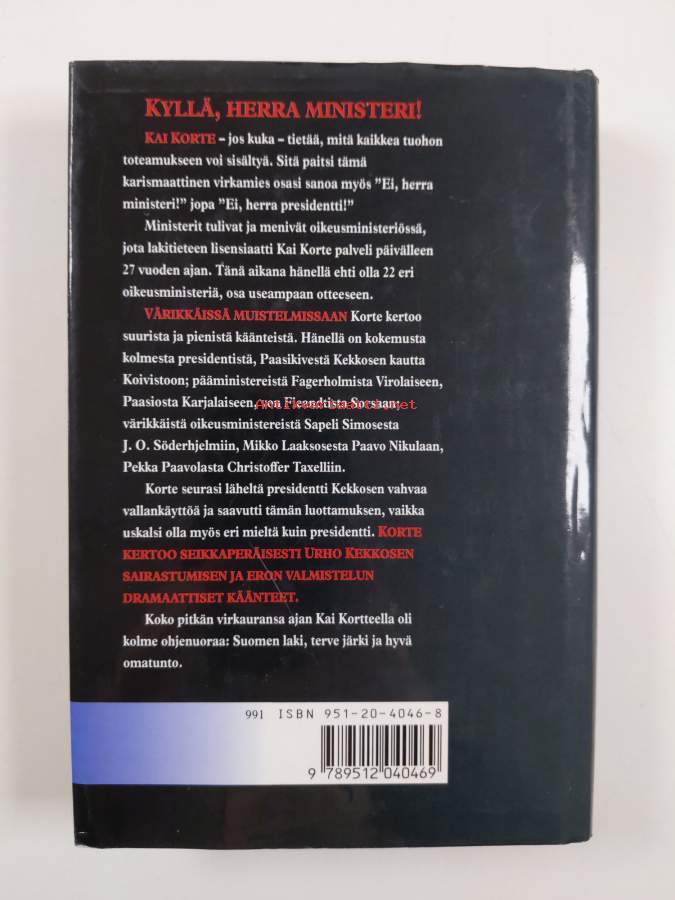 KYLLÄ, HERRA MINISTERI!
KAI KORTE – jos kuka – tietää, mitä kaikkea tuohon
toteamukseen voi sisältyä. Sitä paitsi tämä
karismaattinen virkamies osasi sanoa myös "Ei, herra
ministeri!" jopa "Ei, herra presidentti!"
Ministerit tulivat ja menivät oikeusministeriössä,
jota lakitieteen lisensiaatti Kai Korte palveli päivälleen
27 vuoden ajan. Tänä aikana hänellä ehti olla 22 eri
oikeusministeriä, osa useampaan otteeseen.
VÄRIKKÄISSÄ MUISTELMISSAAN Korte kertoo
suurista ja pienistä käänteistä. Hänellä on kokemusta
kolmesta presidentistä, Paasikivestä Kekkosen kautta
Koivistoon; pääministereistä Fagerholmista Virolaiseen,
Paasiosta Karjalaiseen, von Fieandtista Sorsaan;
Antikvariaatti.net
värikkäistä oikeusministereistä Sapeli Simosesta
J. O. Söderhjelmiin, Mikko Laaksosesta Paavo Nikulaan,
Pekka Paavolasta Christoffer Taxelliin.
Korte seurasi läheltä presidentti Kekkosen vahvaa
vallankäyttöä ja saavutti tämän luottamuksen, vaikka
uskalsi olla myös eri mieltä kuin presidentti. KORTE
KERTOO SEIKKAPERÄISESTI URHO KEKKOSEN
SAIRASTUMISEN JA ERON VALMISTELUN
DRAMAATTISET KÄÄNTEET.
Koko pitkän virkauransa ajan Kai Kortteella oli
kolme ohjenuoraa: Suomen laki, terve järki ja hyvä
omatunto.
991 ISBN 951-20-4046-8
9 789512 040469